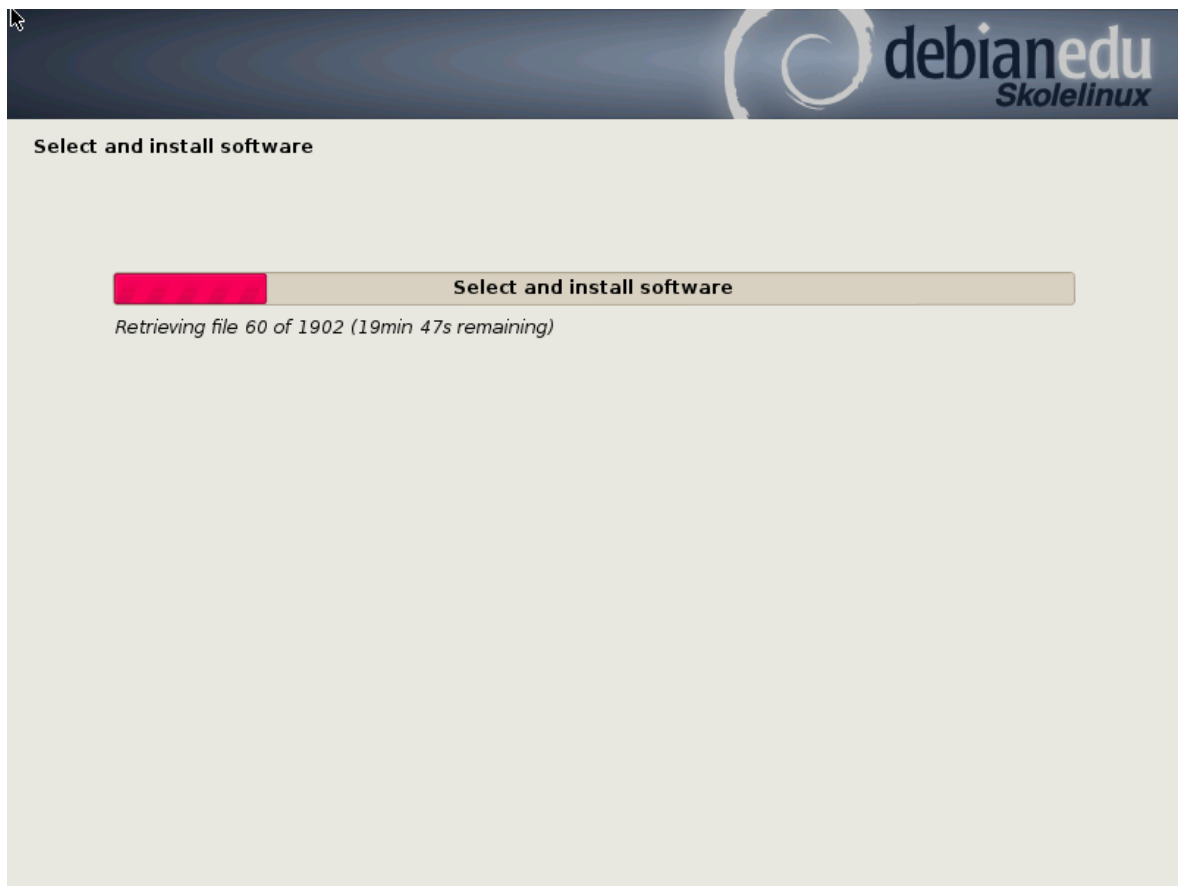 debianedu
Skolelinux
Select and install software
Select and install software
Retrieving file 60 of 1902 (19min 47s remaining)